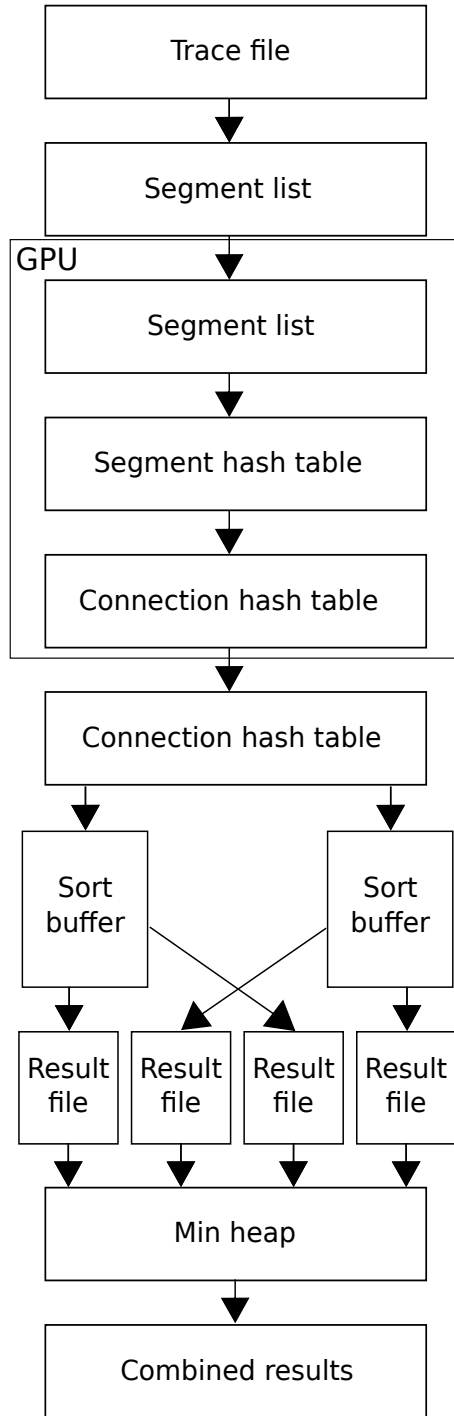 Trace file
Segment list
GPU
Segment list
Segment hash table
Connection hash table
Connection hash table
Sort
buffer
Sort
buffer
Result
file
Result
file
Result
file
Result
file
Min heap
Combined results